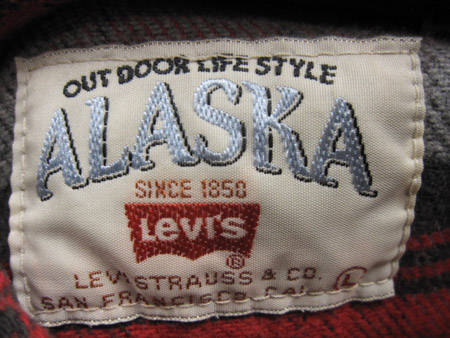 OUT DOOR LIFE STYLE
ALASKA
SINCE 1850
Levi's ®
LEVI STRAUSS & CO. L
SAN FRANCISCO, CAL.